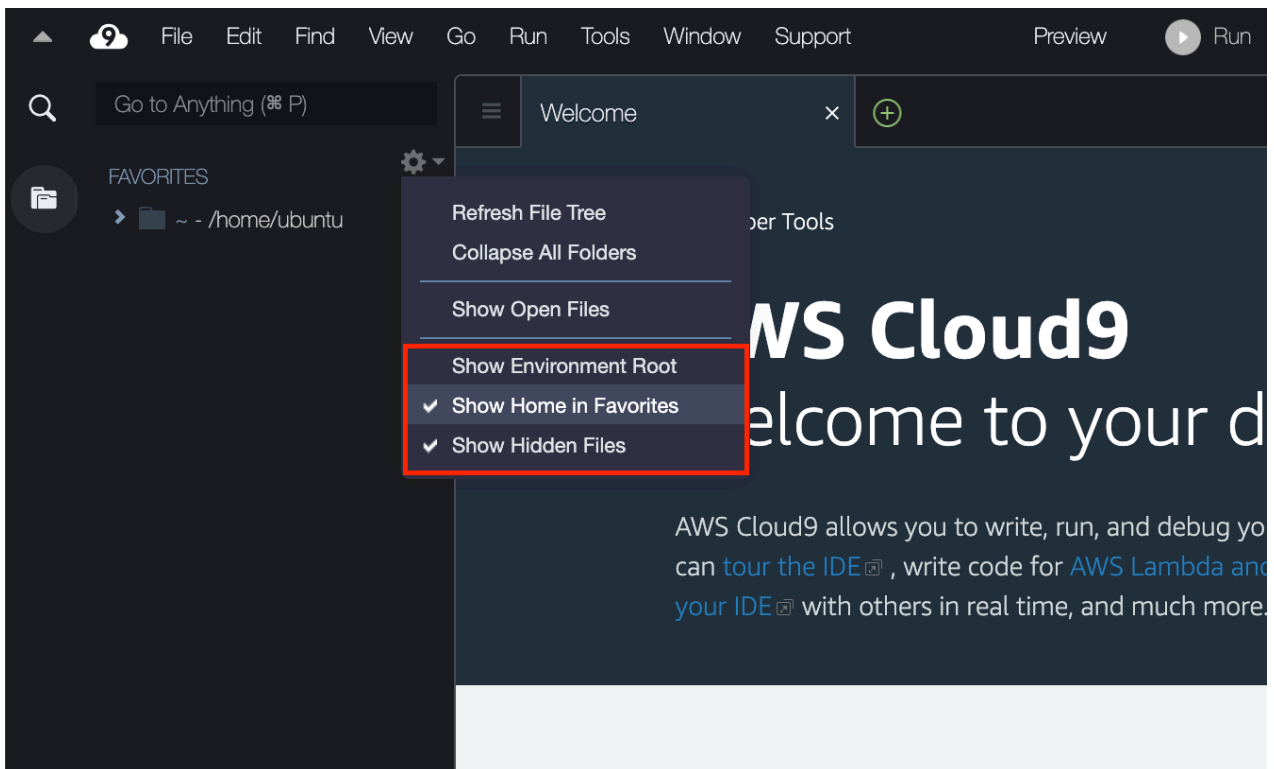 9 File Edit Find View Go Run Tools Window Support Preview Run
Go to Anything (⌘ P)
Welcome
FAVORITES
~ - /home/ubuntu
Refresh File Tree
Collapse All Folders
Show Open Files
Show Environment Root
Show Home in Favorites
Show Hidden Files
per Tools
WS Cloud9
elcome to your d
AWS Cloud9 allows you to write, run, and debug yo
can tour the IDE , write code for AWS Lambda and
your IDE with others in real time, and much more.